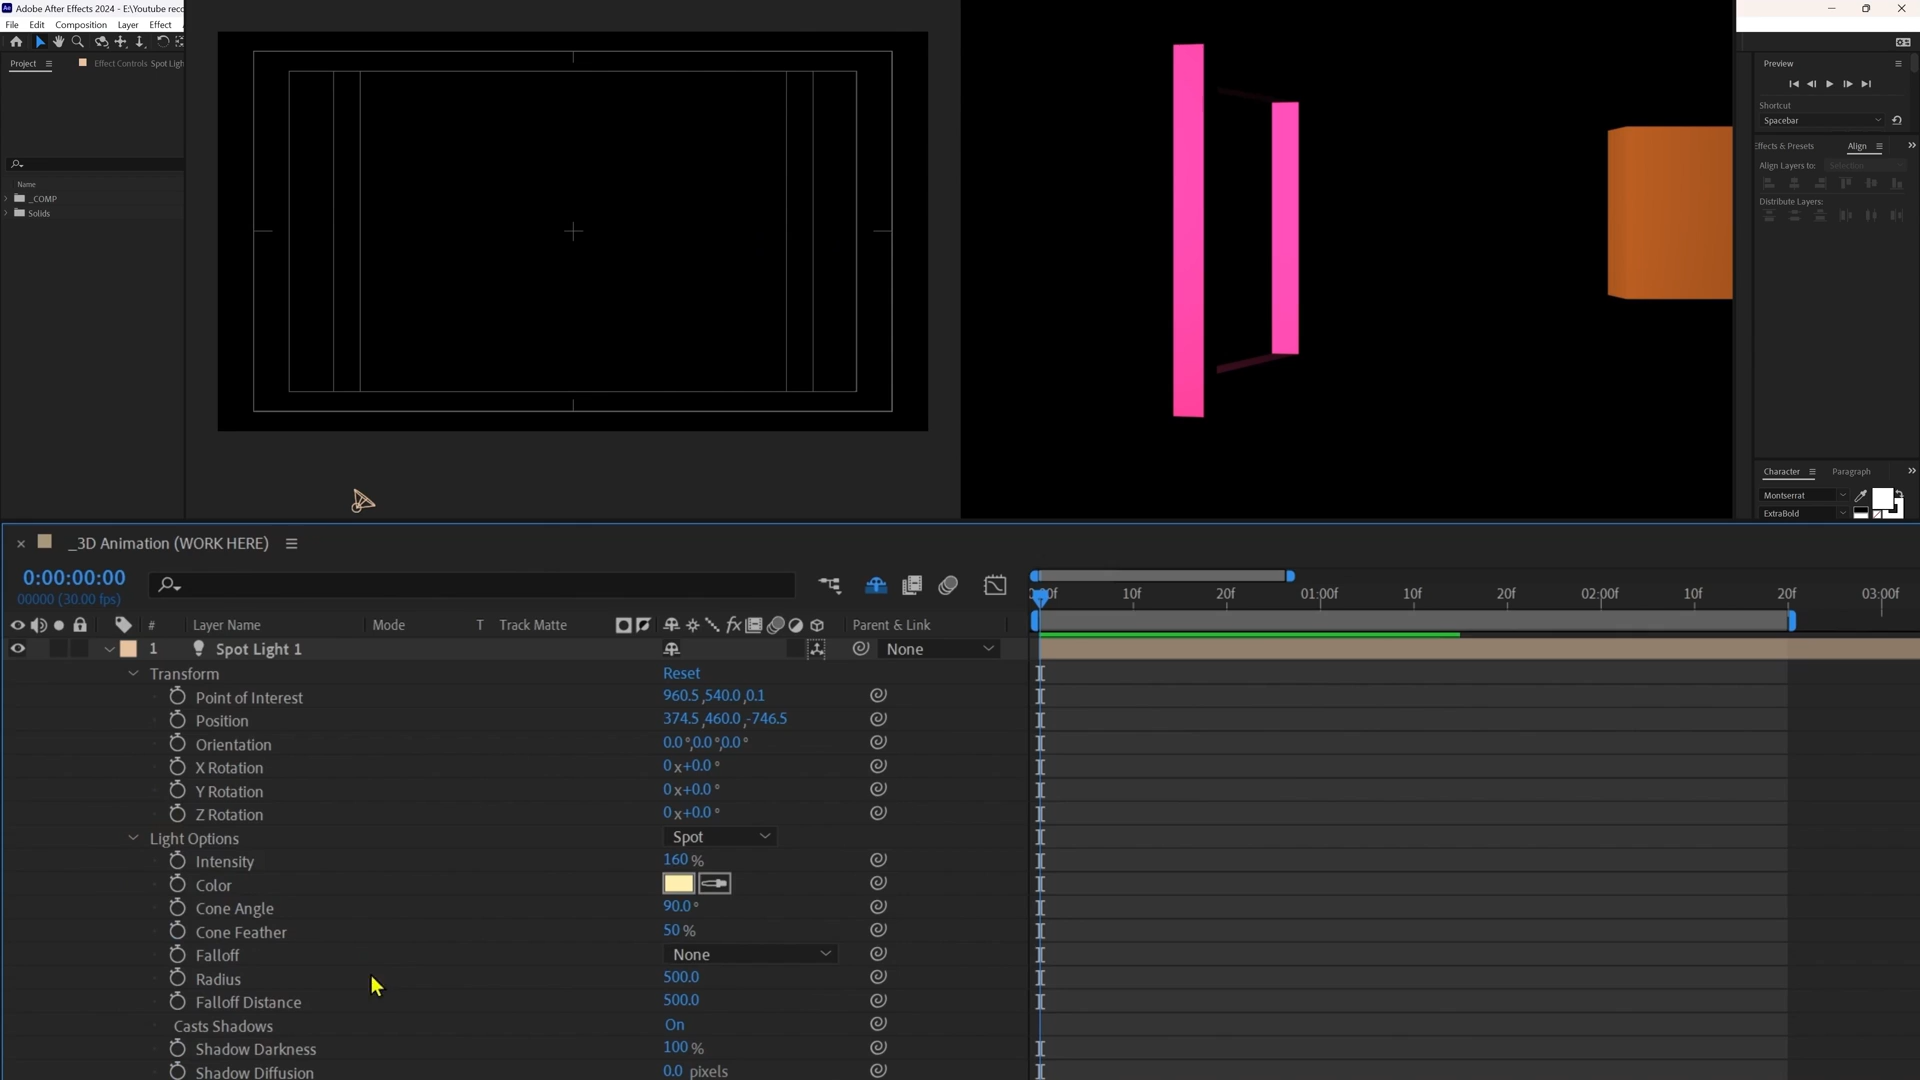 Ae Adobe After Effects 2024 - E:\Youtube reco
File Edit Composition Layer Effect
Project Effect Controls Spot Ligh
Name
_COMP
Solids
Preview
Shortcut
Spacebar
Effects & Presets Align
Align Layers to: Selection
Distribute Layers:
Character Paragraph
Montserrat
ExtraBold
_3D Animation (WORK HERE)
0:00:00:00
00000 (30.00 fps)
10f 20f 01:00f 10f 20f 02:00f 10f 20f 03:00f
# Layer Name Mode T Track Matte fx Parent & Link
1 Spot Light 1 None
Transform Reset
Point of Interest 960.5 ,540.0 ,0.1
Position 374.5 ,460.0 ,-746.5
Orientation 0.0 °,0.0 °,0.0 °
X Rotation 0 x+0.0 °
Y Rotation 0 x+0.0 °
Z Rotation 0 x+0.0 °
Light Options Spot
Intensity 160 %
Color
Cone Angle 90.0 °
Cone Feather 50 %
Falloff None
Radius 500.0
Falloff Distance 500.0
Casts Shadows On
Shadow Darkness 100 %
Shadow Diffusion 0.0 pixels